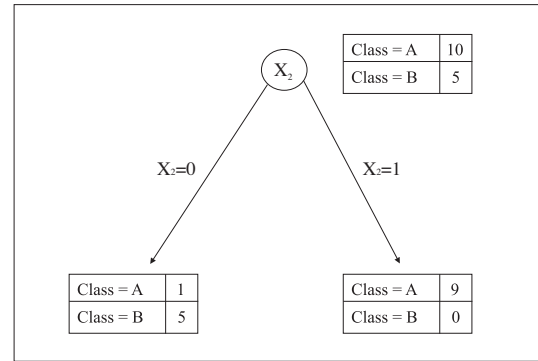 Class = A 10
X₂
Class = B 5
X₂=0 X₂=1
Class = A 1
Class = B 5
Class = A 9
Class = B 0